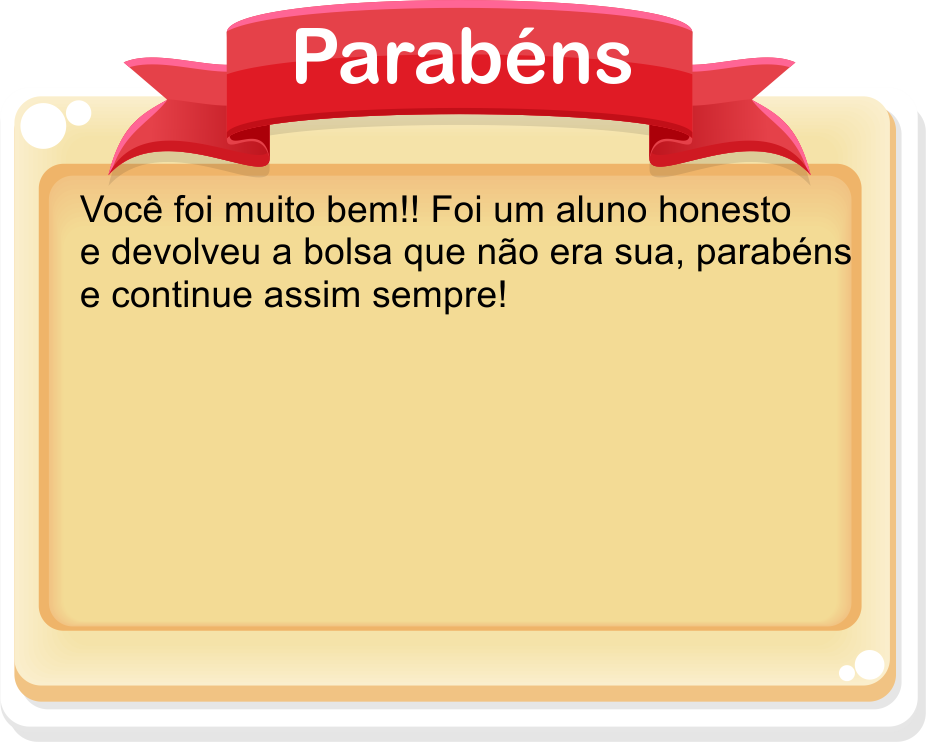 Parabéns
Você foi muito bem!! Foi um aluno honesto
e devolveu a bolsa que não era sua, parabéns
e continue assim sempre!